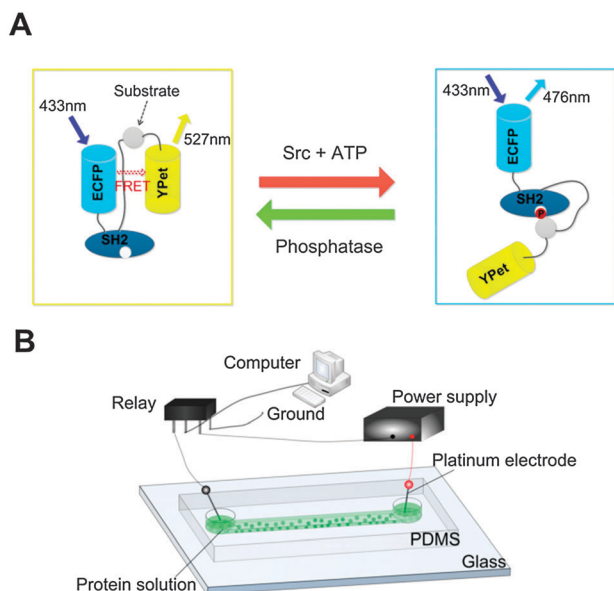 A
433nm
Substrate
527nm
ECFP
FRET
YPet
SH2
Src + ATP
Phosphatase
433nm
476nm
ECFP
SH2
P
YPet
B
Computer
Relay
Ground
Power supply
Platinum electrode
PDMS
Glass
Protein solution